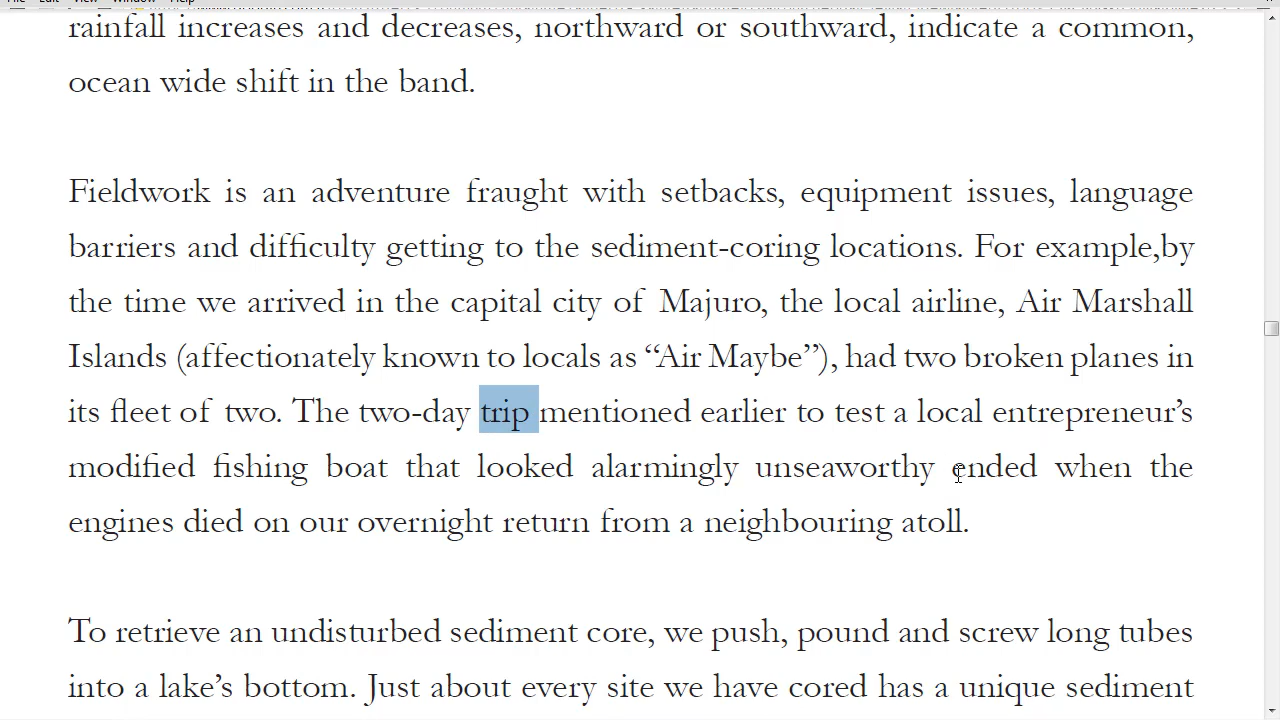 rainfall increases and decreases, northward or southward, indicate a common,
ocean wide shift in the band.
Fieldwork is an adventure fraught with setbacks, equipment issues, language
barriers and difficulty getting to the sediment-coring locations. For example,by
the time we arrived in the capital city of Majuro, the local airline, Air Marshall
Islands (affectionately known to locals as “Air Maybe”), had two broken planes in
its fleet of two. The two-day trip mentioned earlier to test a local entrepreneur’s
modified fishing boat that looked alarmingly unseaworthy ended when the
engines died on our overnight return from a neighbouring atoll.
To retrieve an undisturbed sediment core, we push, pound and screw long tubes
into a lake’s bottom. Just about every site we have cored has a unique sediment